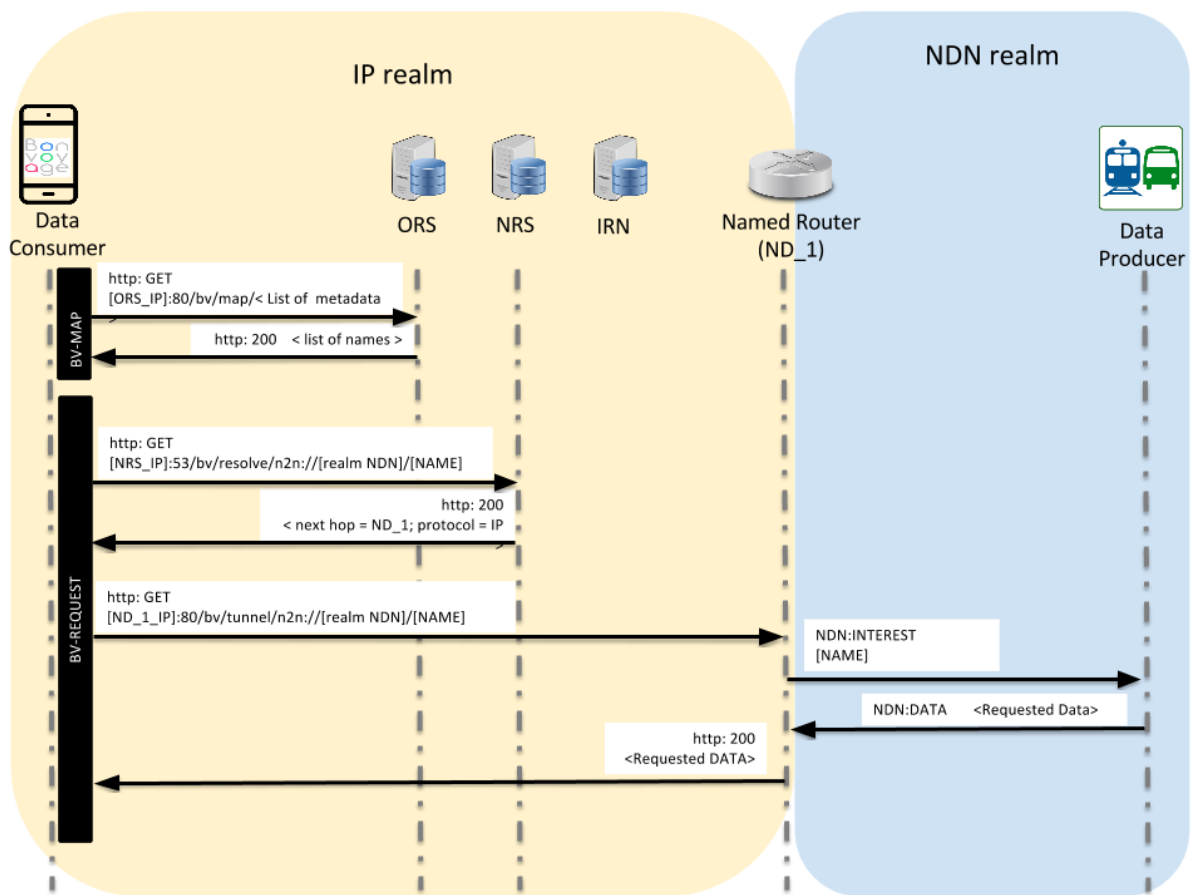 IP realm
NDN realm
Bon
Voyage
Data
Consumer
ORS
NRS
IRN
Named Router
(ND_1)
Data
Producer
BV-MAP
http: GET
[ORS_IP]:80/bv/map/< List of metadata
>
http: 200 < list of names >
BV-REQUEST
http: GET
[NRS_IP]:53/bv/resolve/n2n://[realm NDN]/[NAME]
http: 200
< next hop = ND_1; protocol = IP
>
http: GET
[ND_1_IP]:80/bv/tunnel/n2n://[realm NDN]/[NAME]
NDN:INTEREST
[NAME]
NDN:DATA <Requested Data>
http: 200
<Requested DATA>